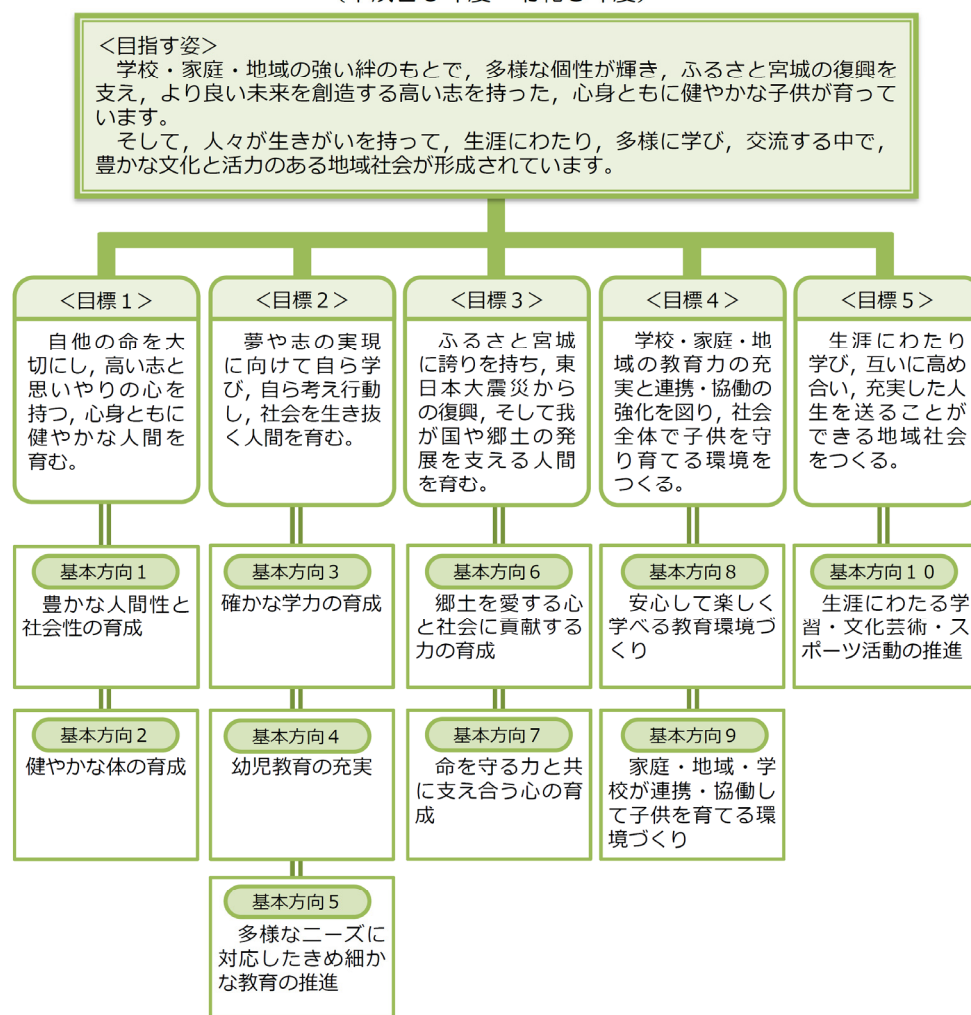 ＜目指す姿＞
学校・家庭・地域の強い絆のもとで，多様な個性が輝き，ふるさと宮城の復興を
支え，より良い未来を創造する高い志を持った，心身ともに健やかな子供が育って
います。
そして，人々が生きがいを持って，生涯にわたり，多様に学び，交流する中で，
豊かな文化と活力のある地域社会が形成されています。
＜目標１＞
自他の命を大
切にし，高い志と
思いやりの心を
持つ，心身ともに
健やかな人間を
育む。
＜目標２＞
夢や志の実現
に向けて自ら学
び，自ら考え行動
し，社会を生き抜
く人間を育む。
＜目標３＞
ふるさと宮城
に誇りを持ち，東
日本大震災から
の復興，そして我
が国や郷土の発
展を支える人間
を育む。
＜目標４＞
学校・家庭・地
域の教育力の充
実と連携・協働の
強化を図り，社会
全体で子供を守
り育てる環境を
つくる。
＜目標５＞
生涯にわたり
学び，互いに高め
合い，充実した人
生を送ることが
できる地域社会
をつくる。
基本方向１
豊かな人間性と
社会性の育成
基本方向３
確かな学力の育成
基本方向６
郷土を愛する心
と社会に貢献する
力の育成
基本方向８
安心して楽しく
学べる教育環境づ
くり
基本方向１０
生涯にわたる学
習・文化芸術・ス
ポーツ活動の推進
基本方向２
健やかな体の育成
基本方向４
幼児教育の充実
基本方向７
命を守る力と共
に支え合う心の育
成
基本方向９
家庭・地域・学
校が連携・協働し
て子供を育てる環
境づくり
基本方向５
多様なニーズに
対応したきめ細か
な教育の推進